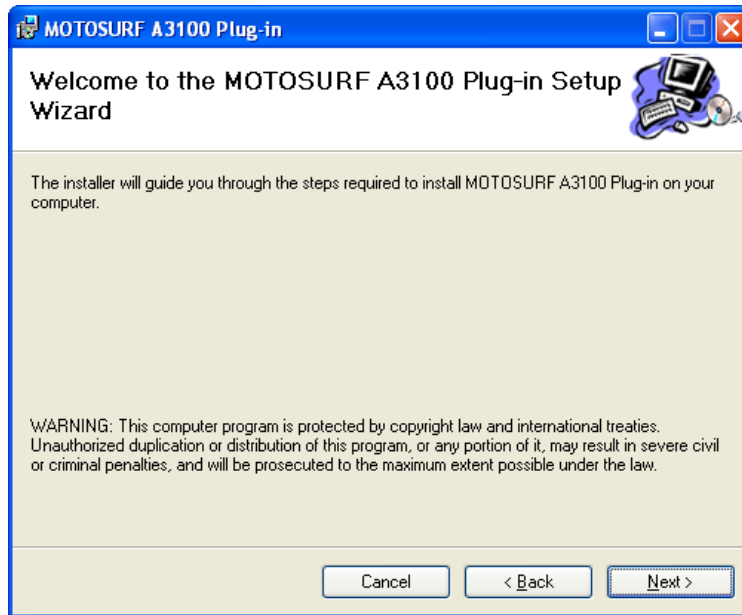 MOTOSURF A3100 Plug-in
Welcome to the MOTOSURF A3100 Plug-in Setup
Wizard
The installer will guide you through the steps required to install MOTOSURF A3100 Plug-in on your
computer.
WARNING: This computer program is protected by copyright law and international treaties.
Unauthorized duplication or distribution of this program, or any portion of it, may result in severe civil
or criminal penalties, and will be prosecuted to the maximum extent possible under the law.
Cancel
< Back
Next >